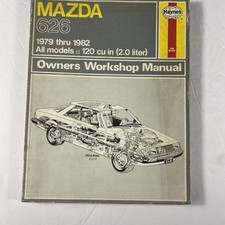 MAZDA
626
Haynes
1979 thru 1982
All models □ 120 cu in (2.0 liter)
Owners Workshop Manual